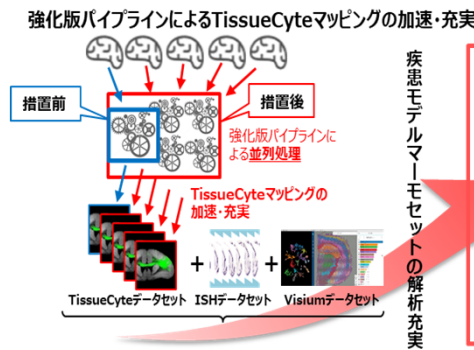 強化版パイプラインによるTissueCyteマッピングの加速・充実
措置前
措置後
強化版パイプラインに
よる並列処理
TissueCyteマッピングの
加速・充実
TissueCyteデータセット
ISHデータセット
Visiumデータセット
疾患モデルマーモセットの解析充実